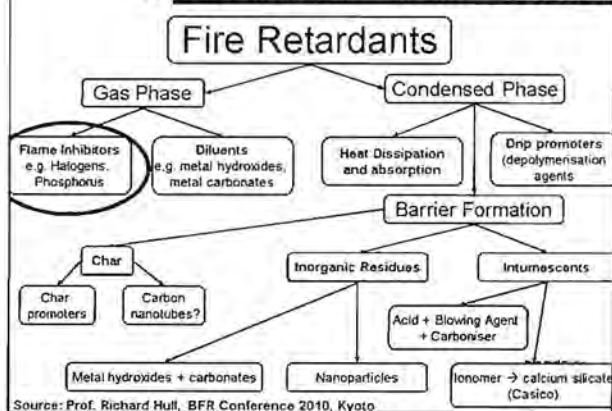 Fire Retardants
Gas Phase
Condensed Phase
Flame Inhibitors
e.g. Halogens,
Phosphorus
Diluents
e.g. metal hydroxides,
metal carbonates
Heat Dissipation
and absorption
Drip promoters
(depolymerisation
agents
Barrier Formation
Char
Inorganic Residues
Intumescents
Char
promoters
Carbon
nanotubes?
Acid + Blowing Agent
+ Carboniser
Metal hydroxides + carbonates
Nanoparticles
Ionomer → calcium silicate
(Casico)
Source: Prof. Richard Hull, BFR Conference 2010, Kyoto